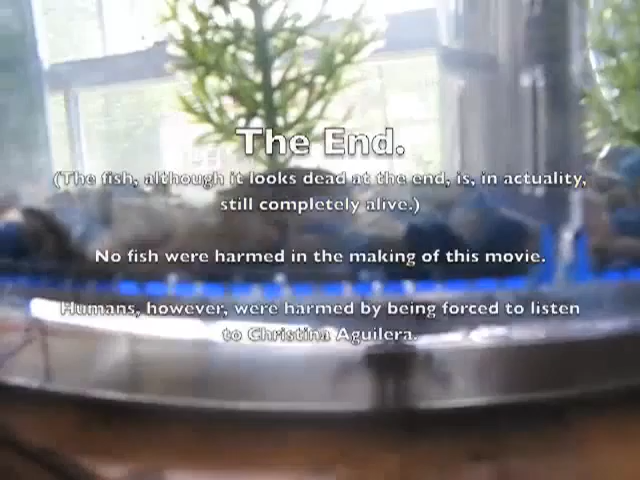 The End.
(The fish, although it looks dead at the end, is, in actuality,
still completely alive.)
No fish were harmed in the making of this movie.
Humans, however, were harmed by being forced to listen
to Christina Aguilera.